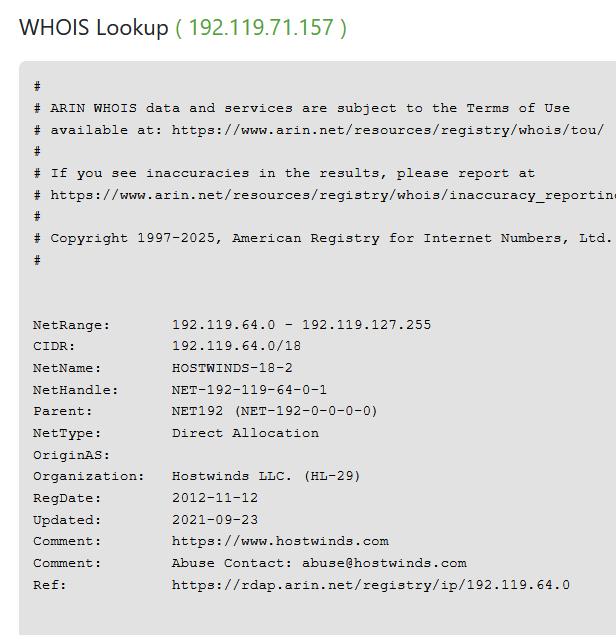 WHOIS Lookup ( 192.119.71.157 )
#
# ARIN WHOIS data and services are subject to the Terms of Use
# available at: https://www.arin.net/resources/registry/whois/tou/
#
# If you see inaccuracies in the results, please report at
# https://www.arin.net/resources/registry/whois/inaccuracy_reporting
#
# Copyright 1997-2025, American Registry for Internet Numbers, Ltd.
#
NetRange: 192.119.64.0 - 192.119.127.255
CIDR: 192.119.64.0/18
NetName: HOSTWINDS-18-2
NetHandle: NET-192-119-64-0-1
Parent: NET192 (NET-192-0-0-0-0)
NetType: Direct Allocation
OriginAS:
Organization: Hostwinds LLC. (HL-29)
RegDate: 2012-11-12
Updated: 2021-09-23
Comment: https://www.hostwinds.com
Comment: Abuse Contact: abuse@hostwinds.com
Ref: https://rdap.arin.net/registry/ip/192.119.64.0